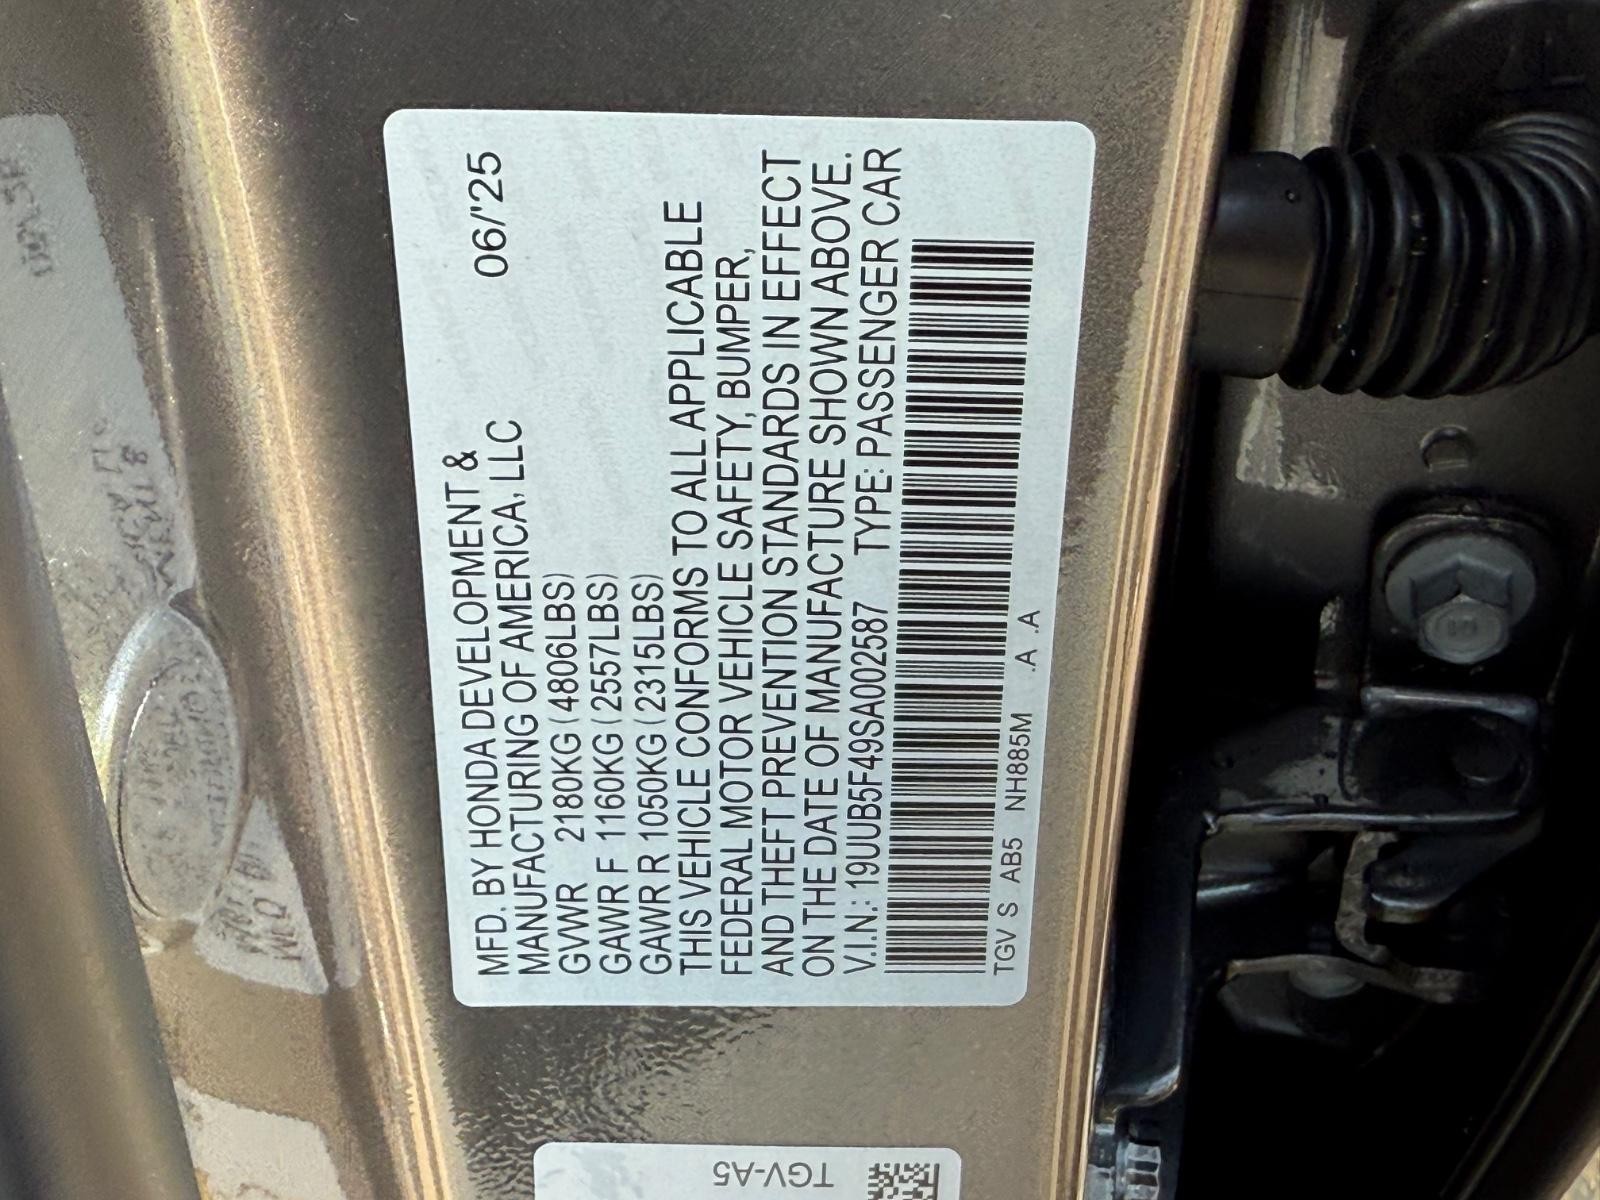 MFD. BY HONDA DEVELOPMENT &
MANUFACTURING OF AMERICA, LLC
06/'25
GVWR 2180KG ( 4806LBS)
GAWR F 1160KG ( 2557LBS)
GAWR R 1050KG ( 2315LBS)
THIS VEHICLE CONFORMS TO ALL APPLICABLE
FEDERAL MOTOR VEHICLE SAFETY, BUMPER,
AND THEFT PREVENTION STANDARDS IN EFFECT
ON THE DATE OF MANUFACTURE SHOWN ABOVE.
V.I.N.: 19UUB5F49SA002587 TYPE: PASSENGER CAR
TGV S AB5 NH885M .A .A
TGV-A5